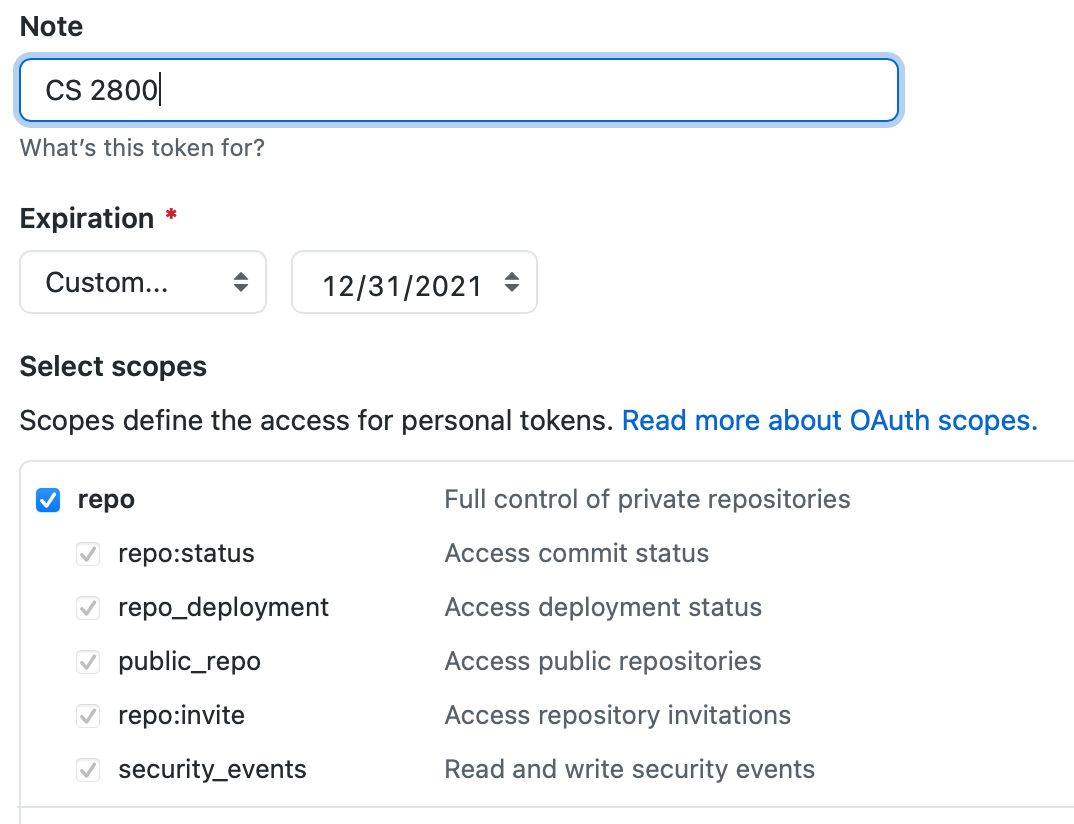 Note
CS 2800
What's this token for?
Expiration *
Custom... 12/31/2021
Select scopes
Scopes define the access for personal tokens. Read more about OAuth scopes.
repo Full control of private repositories
repo:status Access commit status
repo_deployment Access deployment status
public_repo Access public repositories
repo:invite Access repository invitations
security_events Read and write security events